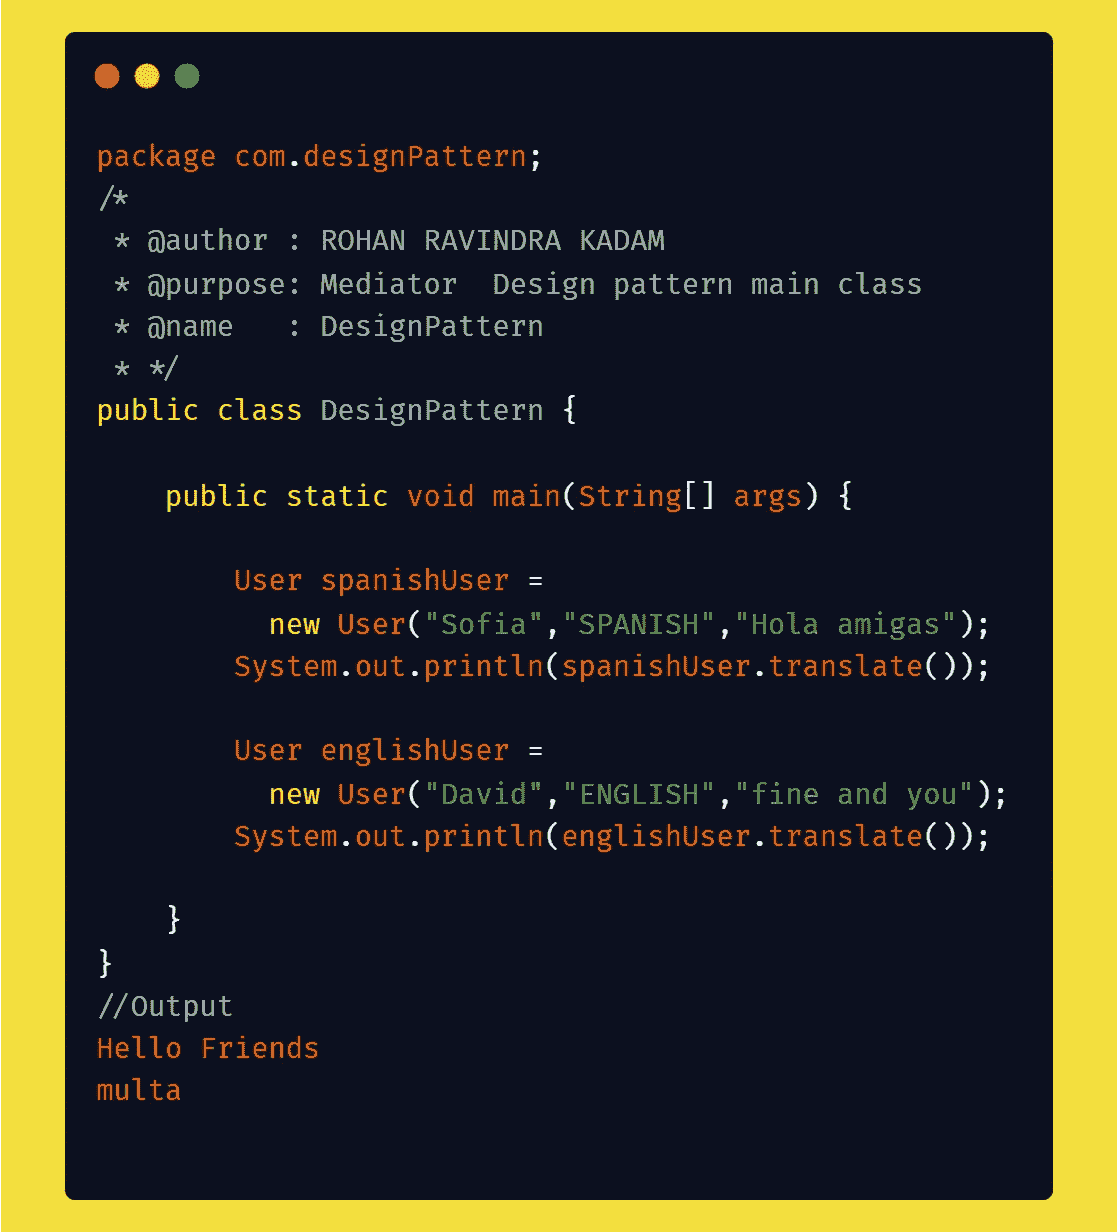 package com.designPattern;
/*
 * @author : ROHAN RAVINDRA KADAM
 * @purpose: Mediator  Design pattern main class
 * @name   : DesignPattern
 * */
public class DesignPattern {

    public static void main(String[] args) {

        User spanishUser =
          new User("Sofia","SPANISH","Hola amigas");
        System.out.println(spanishUser.translate());

        User englishUser =
          new User("David","ENGLISH","fine and you");
        System.out.println(englishUser.translate());

    }
}
//Output
Hello Friends
multa